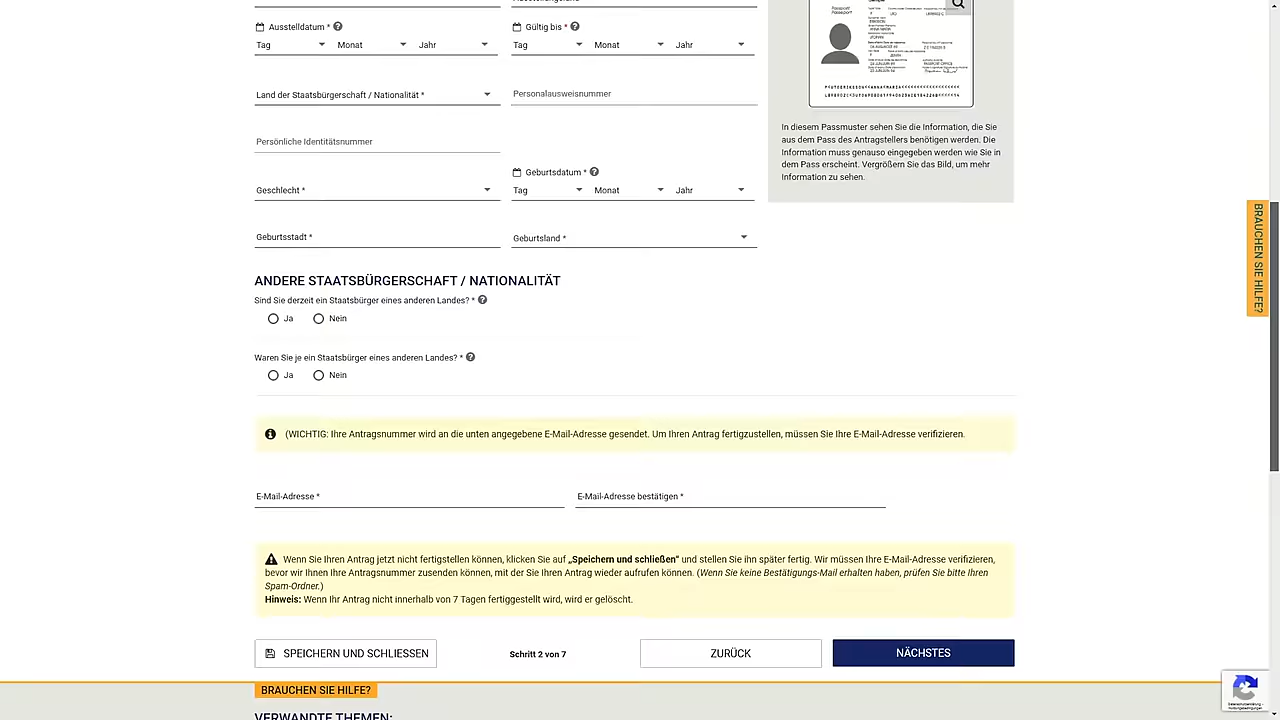 Ausstelldatum *
Gültig bis *
Tag Monat Jahr
Tag Monat Jahr
Land der Staatsbürgerschaft / Nationalität *
Personalausweisnummer
Persönliche Identitätsnummer
Geschlecht *
Geburtsdatum *
Tag Monat Jahr
Geburtsstadt *
Geburtsland *
Passport/
In diesem Passmuster sehen Sie die Information, die Sie
aus dem Pass des Antragstellers benötigen werden. Die
Information muss genauso eingegeben werden wie Sie in
dem Pass erscheint. Vergrößern Sie das Bild, um mehr
Information zu sehen.
BRAUCHEN SIE HILFE?
ANDERE STAATSBÜRGERSCHAFT / NATIONALITÄT
Sind Sie derzeit ein Staatsbürger eines anderen Landes? *
Ja Nein
Waren Sie je ein Staatsbürger eines anderen Landes? *
Ja Nein
(WICHTIG: Ihre Antragsnummer wird an die unten angegebene E-Mail-Adresse gesendet. Um Ihren Antrag fertigzustellen, müssen Sie Ihre E-Mail-Adresse verifizieren.
E-Mail-Adresse *
E-Mail-Adresse bestätigen *
Wenn Sie Ihren Antrag jetzt nicht fertigstellen können, klicken Sie auf „Speichern und schließen“ und stellen Sie ihn später fertig. Wir müssen Ihre E-Mail-Adresse verifizieren,
bevor wir Ihnen Ihre Antragsnummer zusenden können, mit der Sie Ihren Antrag wieder aufrufen können. (Wenn Sie keine Bestätigungs-Mail erhalten haben, prüfen Sie bitte Ihren
Spam-Ordner.)
Hinweis: Wenn Ihr Antrag nicht innerhalb von 7 Tagen fertiggestellt wird, wird er gelöscht.
SPEICHERN UND SCHLIESSEN
Schritt 2 von 7
ZURÜCK
NÄCHSTES
BRAUCHEN SIE HILFE?
VERWANDTE THEMEN: